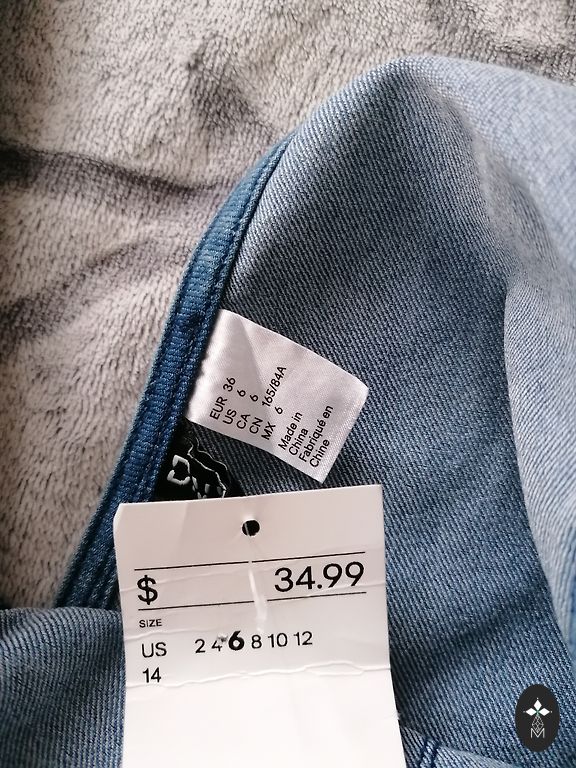 EUR 36
US 6
CA 6
CN 165/84A
MX 6
Made in
China
Fabriqué en
Chine
$ 34.99
SIZE
US 2 4 6 8 10 12
14
M